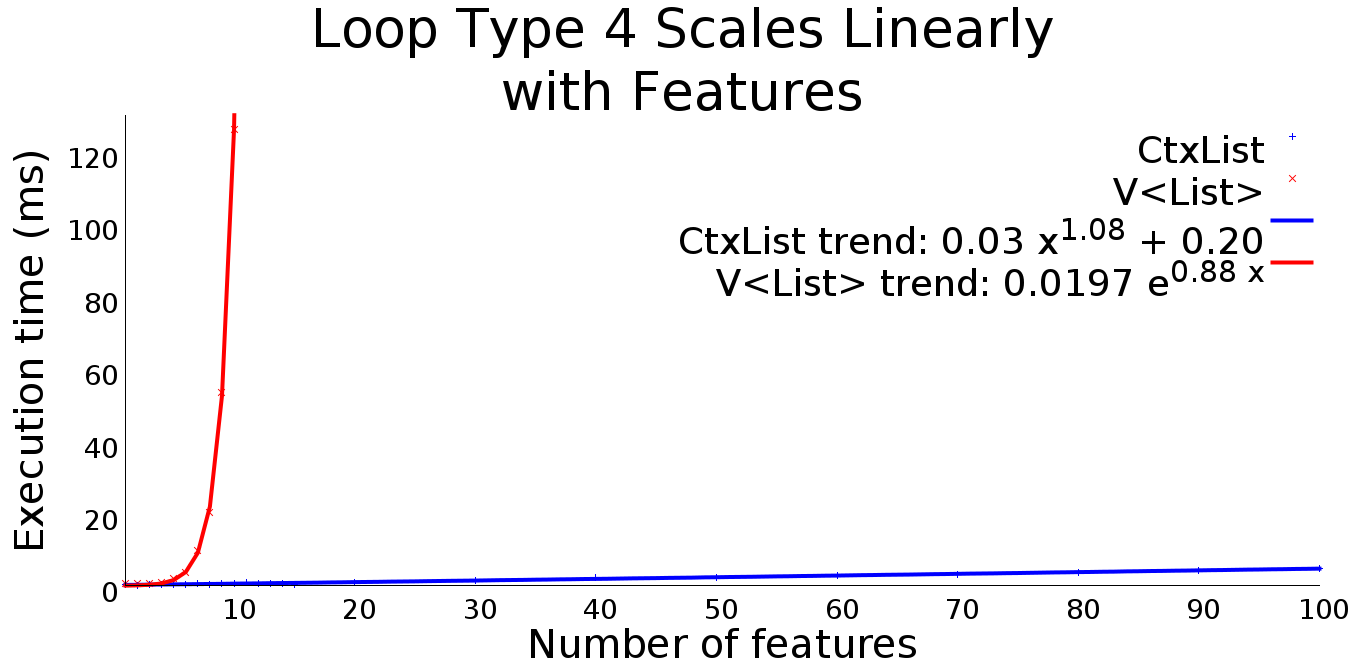 Loop Type 4 Scales Linearly
with Features
Execution time (ms)
120
100
80
60
40
20
0
CtxList
V<List>
CtxList trend: 0.03 x^1.08 + 0.20
V<List> trend: 0.0197 e^0.88 x
10 20 30 40 50 60 70 80 90 100
Number of features